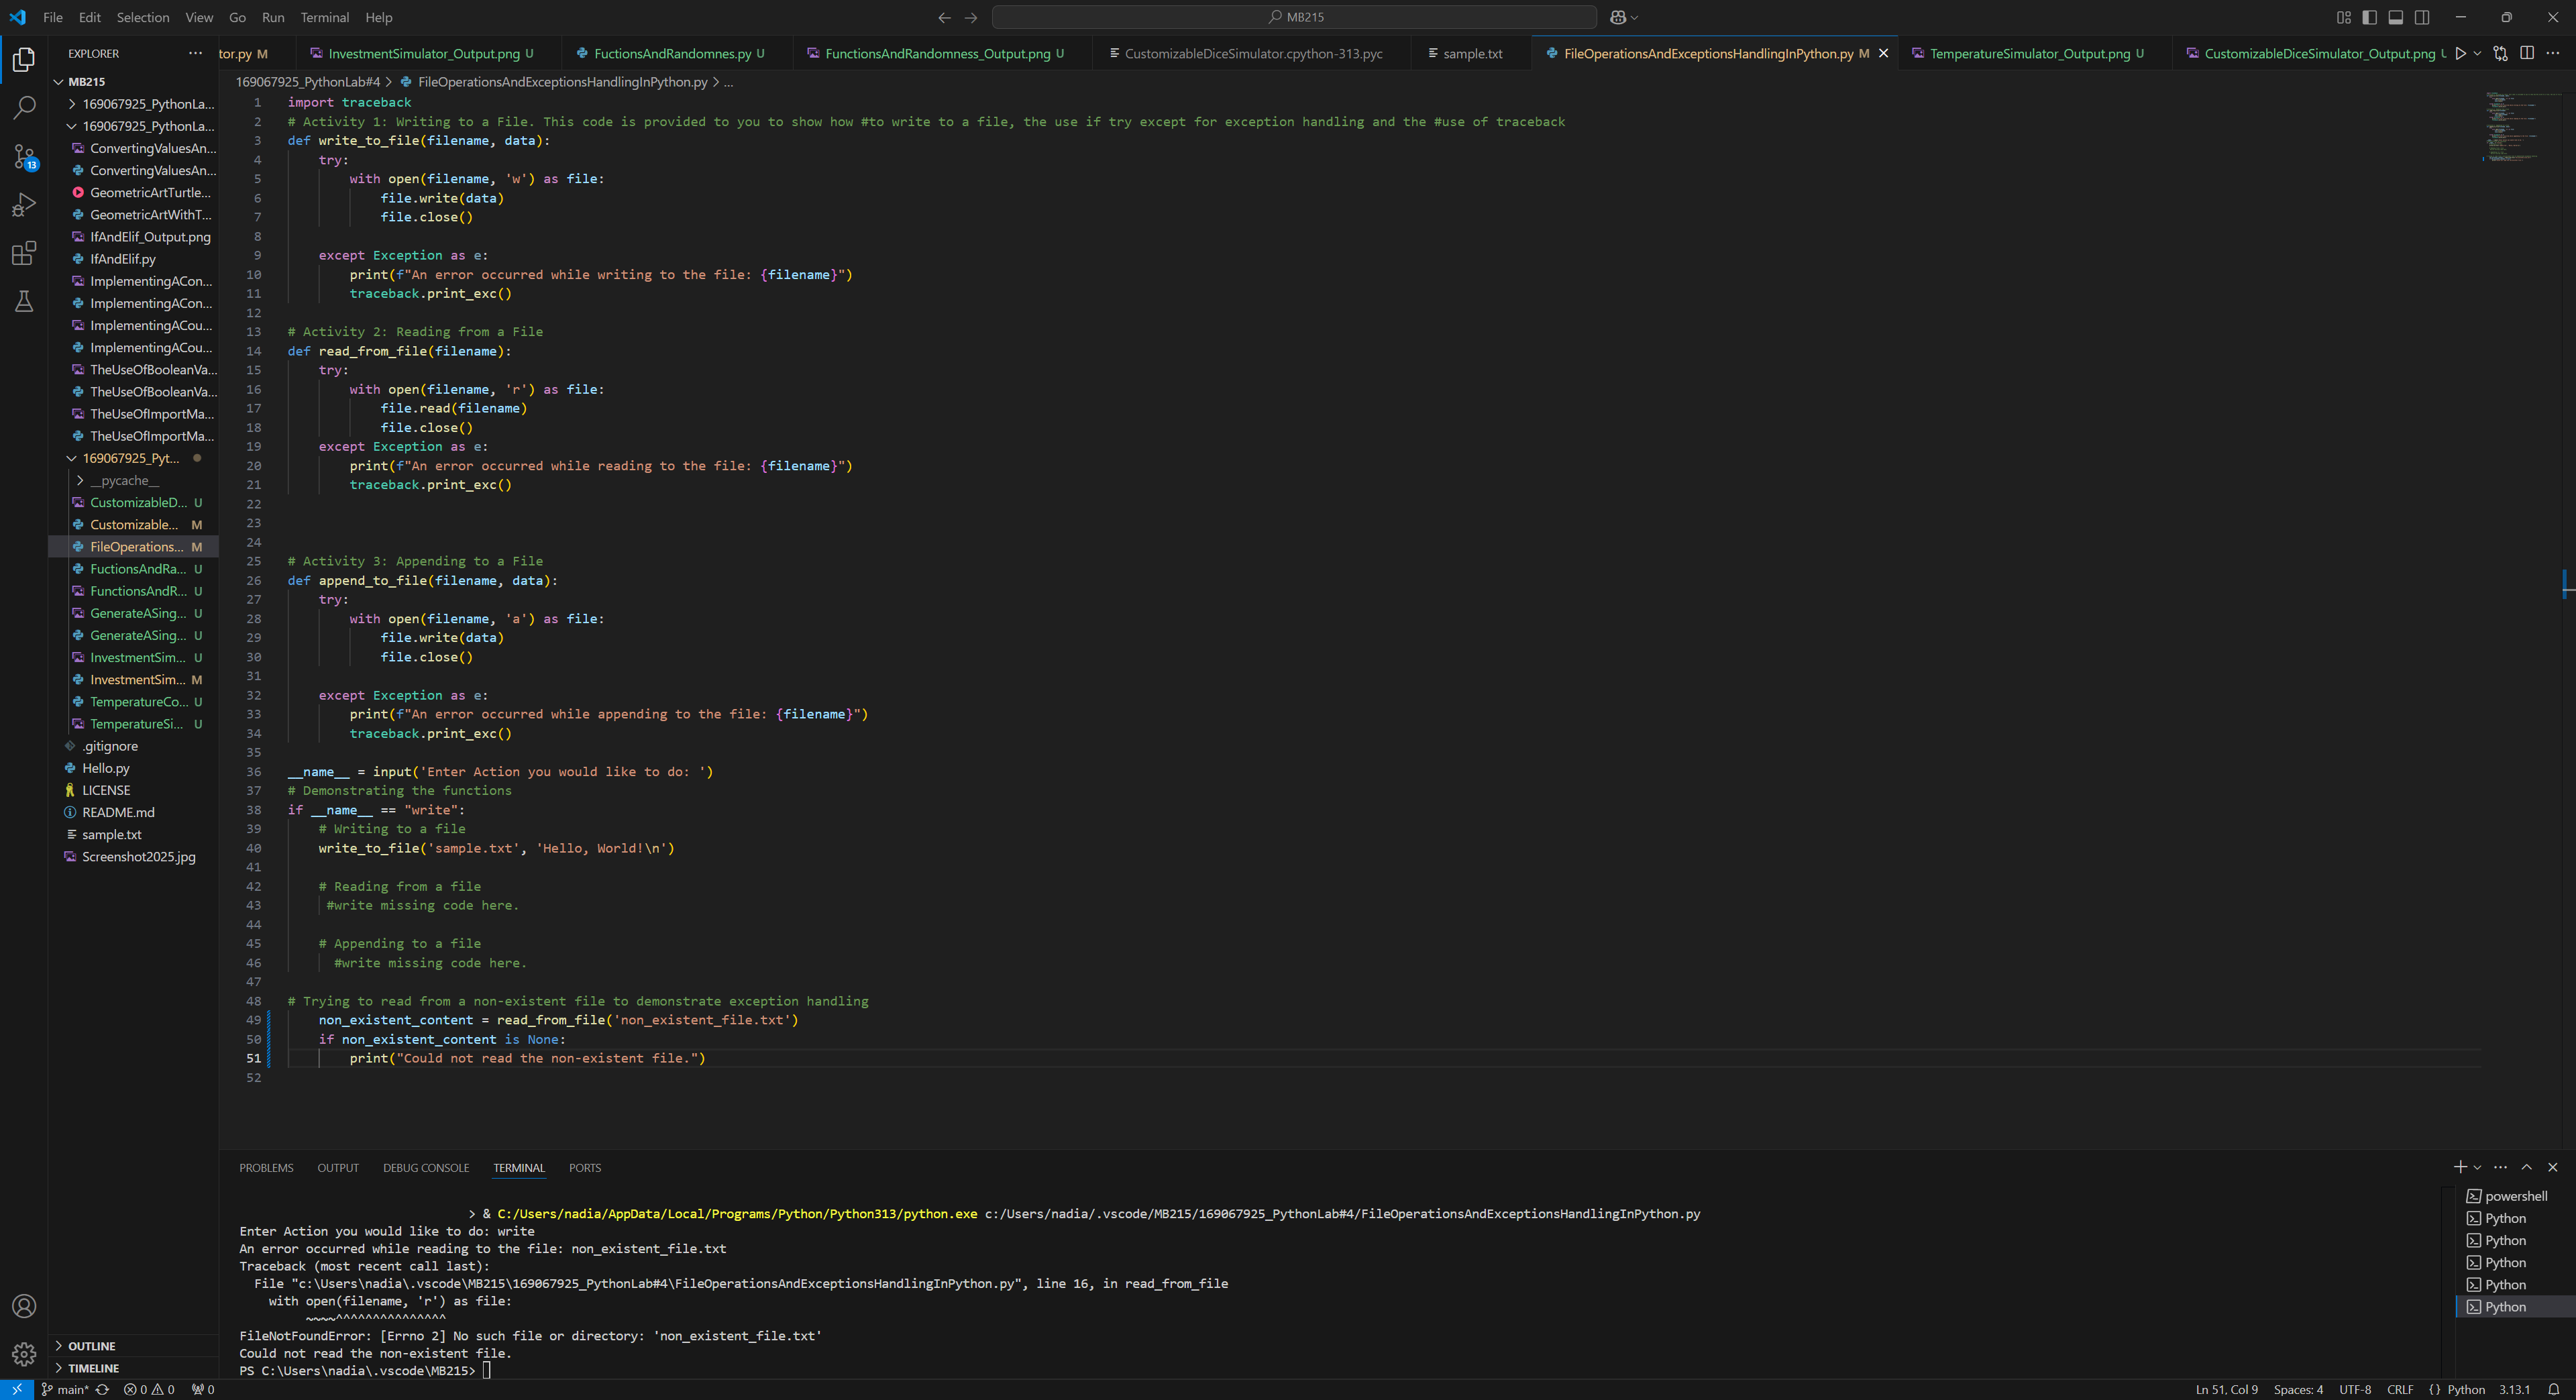 File Edit Selection View Go Run Terminal Help
MB215
EXPLORER
tor.py M
InvestmentSimulator_Output.png U
FuctionsAndRandomnes.py U
FunctionsAndRandomness_Output.png U
CustomizableDiceSimulator.cpython-313.pyc
sample.txt
FileOperationsAndExceptionsHandlingInPython.py M
TemperatureSimulator_Output.png U
CustomizableDiceSimulator_Output.png
MB215
169067925_PythonLa...
169067925_PythonLa...
ConvertingValuesAn...
ConvertingValuesAn...
GeometricArtTurtle...
GeometricArtWithT...
IfAndElif_Output.png
IfAndElif.py
ImplementingACon...
ImplementingACon...
ImplementingACou...
ImplementingACou...
TheUseOfBooleanVa...
TheUseOfBooleanVa...
TheUseOfImportMa...
TheUseOfImportMa...
169067925_Pyt...
__pycache__
CustomizableD... U
Customizable... M
FileOperations... M
FuctionsAndRa... U
FunctionsAndR... U
GenerateASing... U
GenerateASing... U
InvestmentSim... U
InvestmentSim... M
TemperatureCo... U
TemperatureSi... U
.gitignore
Hello.py
LICENSE
README.md
sample.txt
Screenshot2025.jpg
OUTLINE
TIMELINE
13
169067925_PythonLab#4 > FileOperationsAndExceptionsHandlingInPython.py > ...
1 import traceback
2 # Activity 1: Writing to a File. This code is provided to you to show how #to write to a file, the use if try except for exception handling and the #use of traceback
3 def write_to_file(filename, data):
4 try:
5 with open(filename, 'w') as file:
6 file.write(data)
7 file.close()
8
9 except Exception as e:
10 print(f"An error occurred while writing to the file: {filename}")
11 traceback.print_exc()
12
13 # Activity 2: Reading from a File
14 def read_from_file(filename):
15 try:
16 with open(filename, 'r') as file:
17 file.read(filename)
18 file.close()
19 except Exception as e:
20 print(f"An error occurred while reading to the file: {filename}")
21 traceback.print_exc()
22
23
24
25 # Activity 3: Appending to a File
26 def append_to_file(filename, data):
27 try:
28 with open(filename, 'a') as file:
29 file.write(data)
30 file.close()
31
32 except Exception as e:
33 print(f"An error occurred while appending to the file: {filename}")
34 traceback.print_exc()
35
36 __name__ = input('Enter Action you would like to do: ')
37 # Demonstrating the functions
38 if __name__ == "write":
39 # Writing to a file
40 write_to_file('sample.txt', 'Hello, World!\n')
41
42 # Reading from a file
43 #write missing code here.
44
45 # Appending to a file
46 #write missing code here.
47
48 # Trying to read from a non-existent file to demonstrate exception handling
49 non_existent_content = read_from_file('non_existent_file.txt')
50 if non_existent_content is None:
51 print("Could not read the non-existent file.")
52
PROBLEMS OUTPUT DEBUG CONSOLE TERMINAL PORTS
> & C:/Users/nadia/AppData/Local/Programs/Python/Python313/python.exe c:/Users/nadia/.vscode/MB215/169067925_PythonLab#4/FileOperationsAndExceptionsHandlingInPython.py
Enter Action you would like to do: write
An error occurred while reading to the file: non_existent_file.txt
Traceback (most recent call last):
File "c:\Users\nadia\.vscode\MB215\169067925_PythonLab#4\FileOperationsAndExceptionsHandlingInPython.py", line 16, in read_from_file
with open(filename, 'r') as file:
~~~~^^^^^^^^^^^^^^^
FileNotFoundError: [Errno 2] No such file or directory: 'non_existent_file.txt'
Could not read the non-existent file.
PS C:\Users\nadia\.vscode\MB215>
powershell
Python
Python
Python
Python
Python
main* 0 0 0
Ln 51, Col 9 Spaces: 4 UTF-8 CRLF {} Python 3.13.1